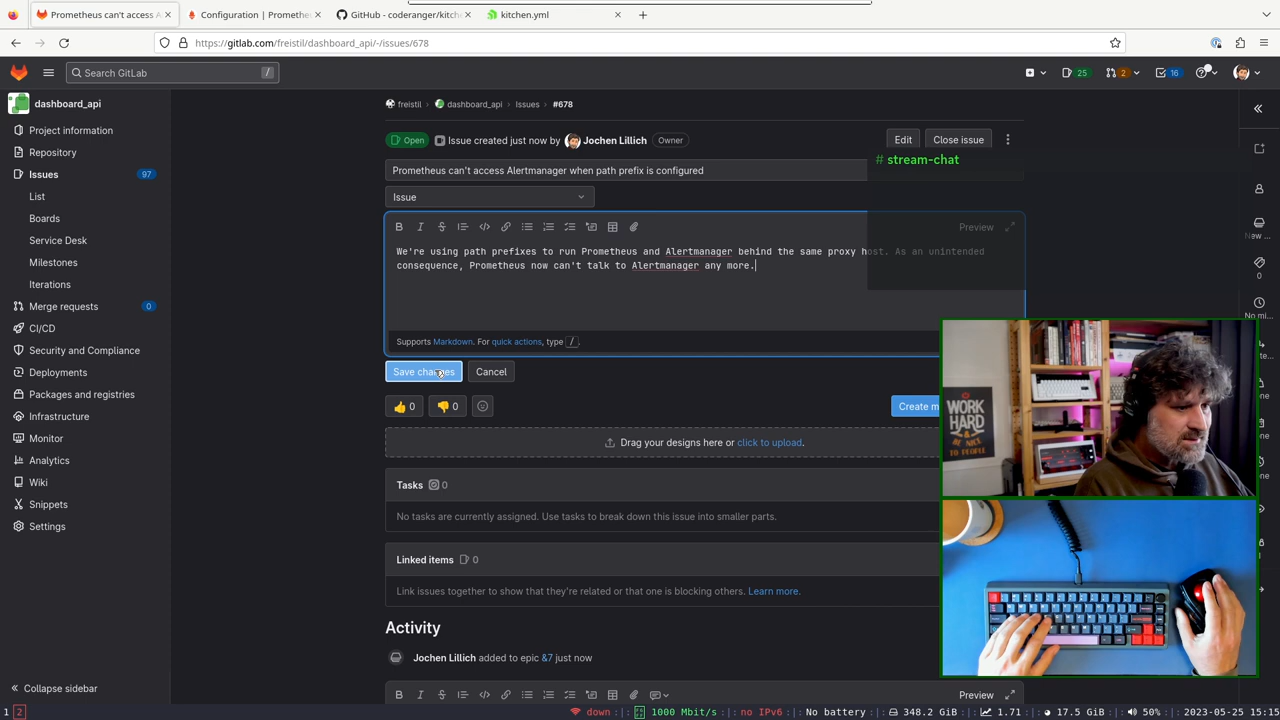 Prometheus can't access A
Configuration | Promethe
GitHub - coderanger/kitche
kitchen.yml
https://gitlab.com/freistil/dashboard_api/-/issues/678
Search GitLab
/
25
2
16
dashboard_api
Project information
Repository
Issues
97
List
Boards
Service Desk
Milestones
Iterations
Merge requests
0
CI/CD
Security and Compliance
Deployments
Packages and registries
Infrastructure
Monitor
Analytics
Wiki
Snippets
Settings
Collapse sidebar
freistil › dashboard_api › Issues › #678
Open
Issue created just now by Jochen Lillich
Owner
Edit
Close issue
# stream-chat
Prometheus can't access Alertmanager when path prefix is configured
Issue
Preview
We're using path prefixes to run Prometheus and Alertmanager behind the same proxy host. As an unintended
consequence, Prometheus now can't talk to Alertmanager any more.
Supports Markdown. For quick actions, type /.
Save changes
Cancel
👍 0
👎 0
Create m
Drag your designs here or click to upload.
Tasks 0
No tasks are currently assigned. Use tasks to break down this issue into smaller parts.
Linked items 0
Link issues together to show that they're related or that one is blocking others. Learn more.
Activity
Jochen Lillich added to epic &7 just now
Preview
New ...
0
No mi...
WORK
HARD
& BE
NICE
TO PEOPLE
1 2
down
1000 Mbit/s
no IPv6
No battery
348.2 GiB
1.71
17.5 GiB
50%
2023-05-25 15:15